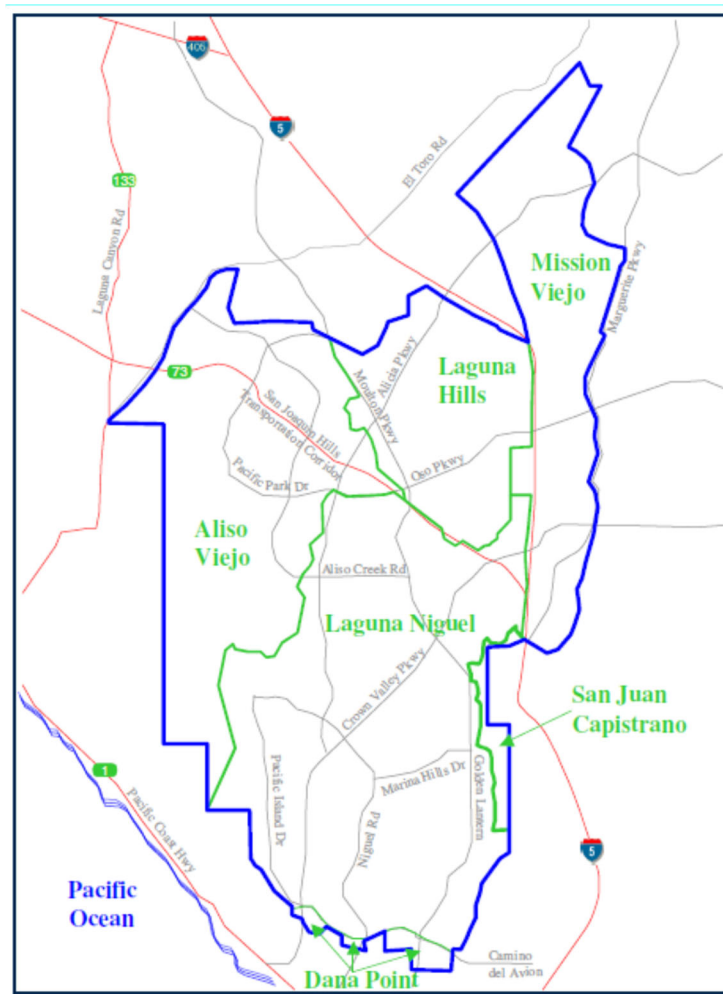 405
5
El Toro Rd
133
Laguna Canyon Rd
Mission
Viejo
Marguerite Pkwy
73
Laguna
Hills
Alicia Pkwy
Moulton Pkwy
San Joaquin Hills
Transportation Corridor
Oso Pkwy
Pacific Park Dr
Aliso
Viejo
Aliso Creek Rd
Laguna Niguel
Crown Valley Pkwy
San Juan
Capistrano
1
Pacific Coast Hwy
Pacific Island Dr
Marina Hills Dr
Golden Lantern
Niguel Rd
5
Pacific
Ocean
Dana Point
Camino
del Avion